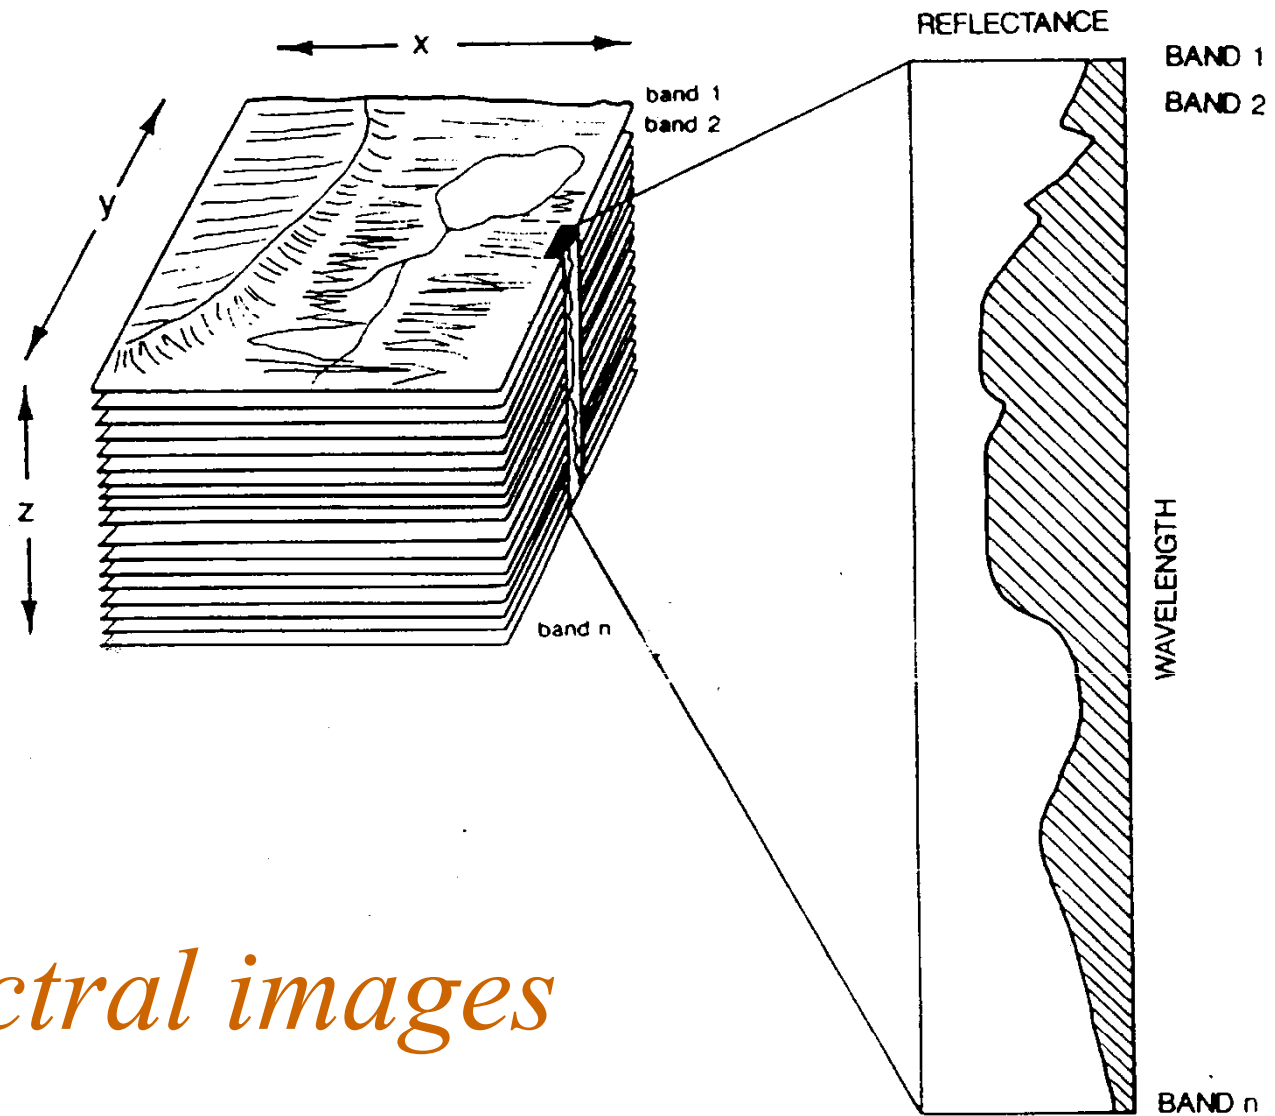 REFLECTANCE
x
BAND 1
band 1
BAND 2
band 2
y
z
WAVELENGTH
band n
ctral images
BAND n